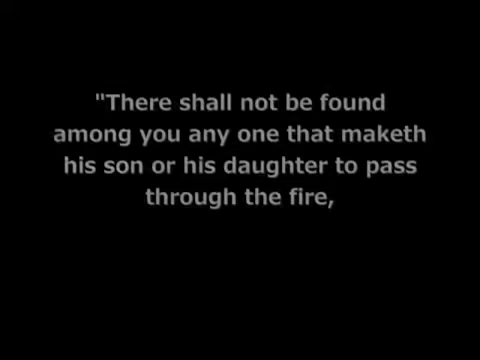 "There shall not be found
among you any one that maketh
his son or his daughter to pass
through the fire,